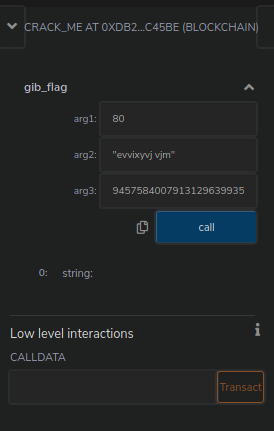 CRACK_ME AT 0XDB2...C45BE (BLOCKCHAIN)
gib_flag
arg1: 80
arg2: "evvixyvj vjm"
arg3: 9457584007913129639935
call
0: string:
Low level interactions
CALLDATA
Transact